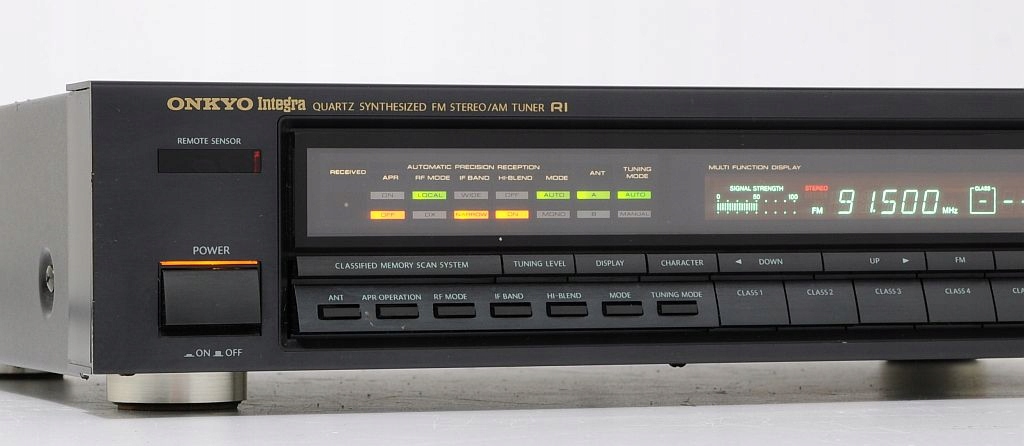 ONKYO Integra QUARTZ SYNTHESIZED FM STEREO/AM TUNER RI
REMOTE SENSOR
AUTOMATIC PRECISION RECEPTION
RECEIVED APR RF MODE IF BAND HI-BLEND MODE ANT TUNING MODE
ON LOCAL WIDE OFF AUTO A AUTO
OFF DX NARROW ON MONO B MANUAL
MULTI FUNCTION DISPLAY
SIGNAL STRENGTH STEREO CLASS
0 50 100
FM 91.500 MHz - --
POWER
CLASSIFIED MEMORY SCAN SYSTEM TUNING LEVEL DISPLAY CHARACTER ◄ DOWN UP ► FM
ANT APR OPERATION RF MODE IF BAND HI-BLEND MODE TUNING MODE CLASS 1 CLASS 2 CLASS 3 CLASS 4
ON OFF